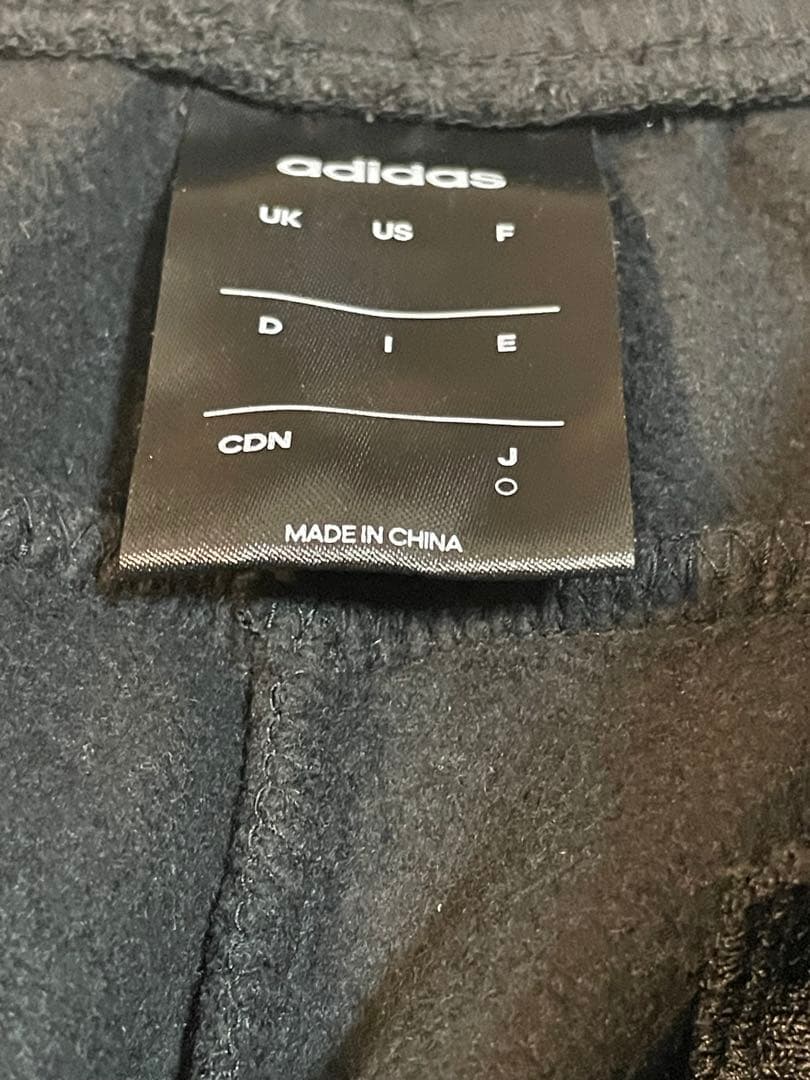 adidas
UK US F
D I E
CDN J
O
MADE IN CHINA